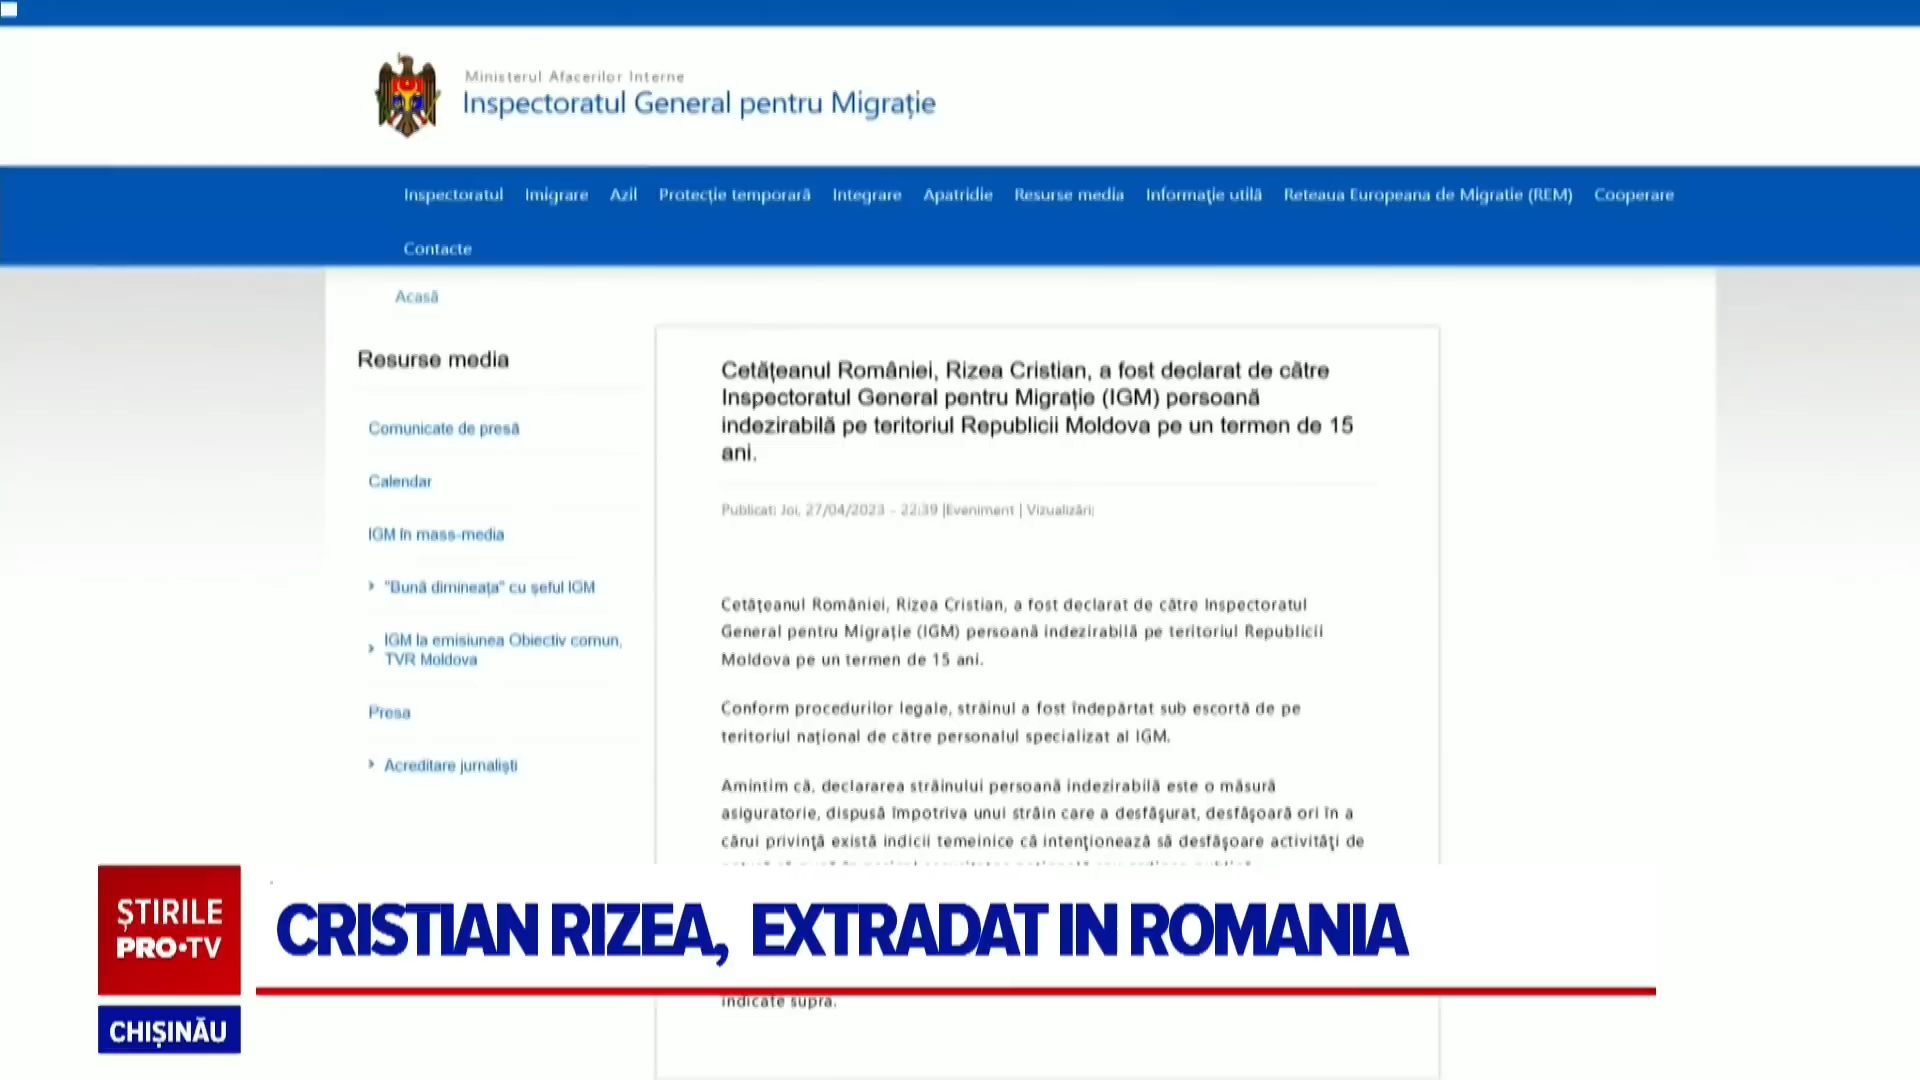 Ministerul Afacerilor Interne
Inspectoratul General pentru Migrație
Inspectoratul Imigrare Azil Protecție temporară Integrare Apatridie Resurse media Informaţie utilă Reteaua Europeana de Migratie (REM) Cooperare
Contacte
Acasă
Resurse media
Comunicate de presă
Calendar
IGM în mass-media
"Bună dimineața" cu șeful IGM
IGM la emisiunea Obiectiv comun,
TVR Moldova
Presa
Acreditare jurnaliști
Cetățeanul României, Rizea Cristian, a fost declarat de către
Inspectoratul General pentru Migrație (IGM) persoană
indezirabilă pe teritoriul Republicii Moldova pe un termen de 15
ani.
Publicat: Joi, 27/04/2023 - 22:39 |Eveniment | Vizualizări:
Cetățeanul României, Rizea Cristian, a fost declarat de către Inspectoratul
General pentru Migrație (IGM) persoană indezirabilă pe teritoriul Republicii
Moldova pe un termen de 15 ani.
Conform procedurilor legale, străinul a fost îndepărtat sub escortă de pe
teritoriul național de către personalul specializat al IGM.
Amintim că, declararea străinului persoană indezirabilă este o măsură
asiguratorie, dispusă împotriva unui străin care a desfăşurat, desfăşoară ori în a
cărui privinţă există indicii temeinice că intenţionează să desfăşoare activităţi de
indicate supra.
ȘTIRILE
PRO•TV
CHIȘINĂU
CRISTIAN RIZEA, EXTRADAT IN ROMANIA